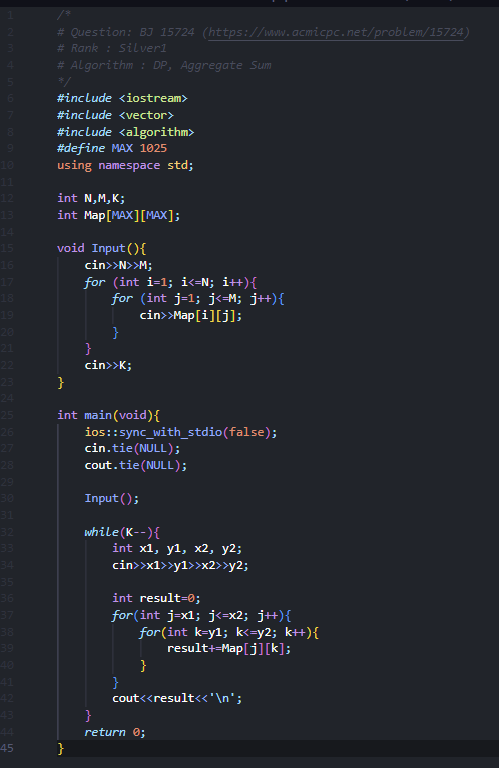 1 /*
2 # Question: BJ 15724 (https://www.acmicpc.net/problem/15724)
3 # Rank : Silver1
4 # Algorithm : DP, Aggregate Sum
5 */
6 #include <iostream>
7 #include <vector>
8 #include <algorithm>
9 #define MAX 1025
10 using namespace std;
11
12 int N,M,K;
13 int Map[MAX][MAX];
14
15 void Input(){
16 cin>>N>>M;
17 for (int i=1; i<=N; i++){
18 for (int j=1; j<=M; j++){
19 cin>>Map[i][j];
20 }
21 }
22 cin>>K;
23 }
24
25 int main(void){
26 ios::sync_with_stdio(false);
27 cin.tie(NULL);
28 cout.tie(NULL);
29
30 Input();
31
32 while(K--){
33 int x1, y1, x2, y2;
34 cin>>x1>>y1>>x2>>y2;
35
36 int result=0;
37 for(int j=x1; j<=x2; j++){
38 for(int k=y1; k<=y2; k++){
39 result+=Map[j][k];
40 }
41 }
42 cout<<result<<'\n';
43 }
44 return 0;
45 }